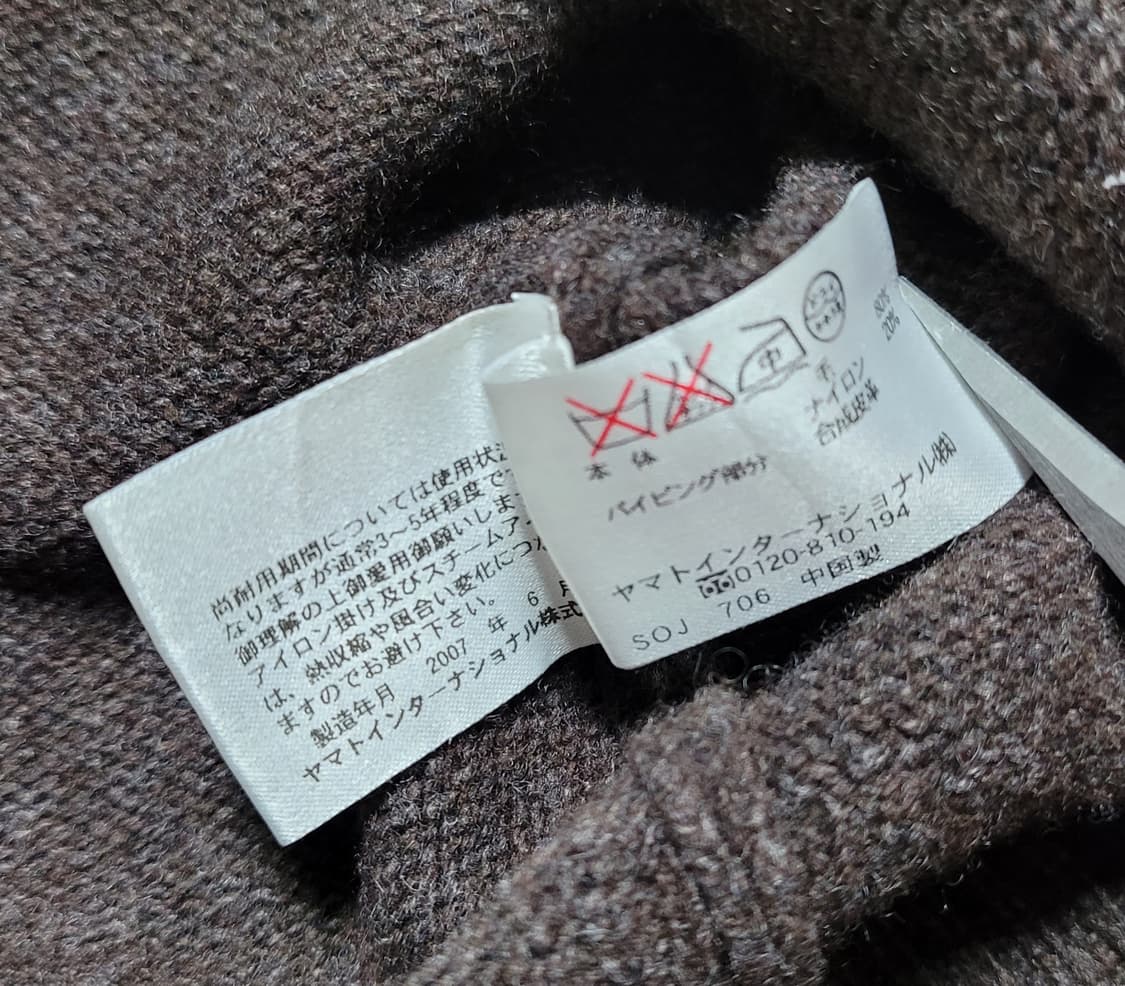 尚耐用期間については使用状況
なりますが通常3～5年程度で
御理解の上御愛用御願いしま
アイロン掛け及びスチームア
は、熱収縮や風合い変化につ
ますのでお避け下さい。
製造年月 2007 年 6 月
ヤマトインターナショナル株式
中
本体 毛 80%
ナイロン 20%
パイピング部分 合成皮革
ヤマトインターナショナル(株)
0120-810-194
SOJ 706 中国製